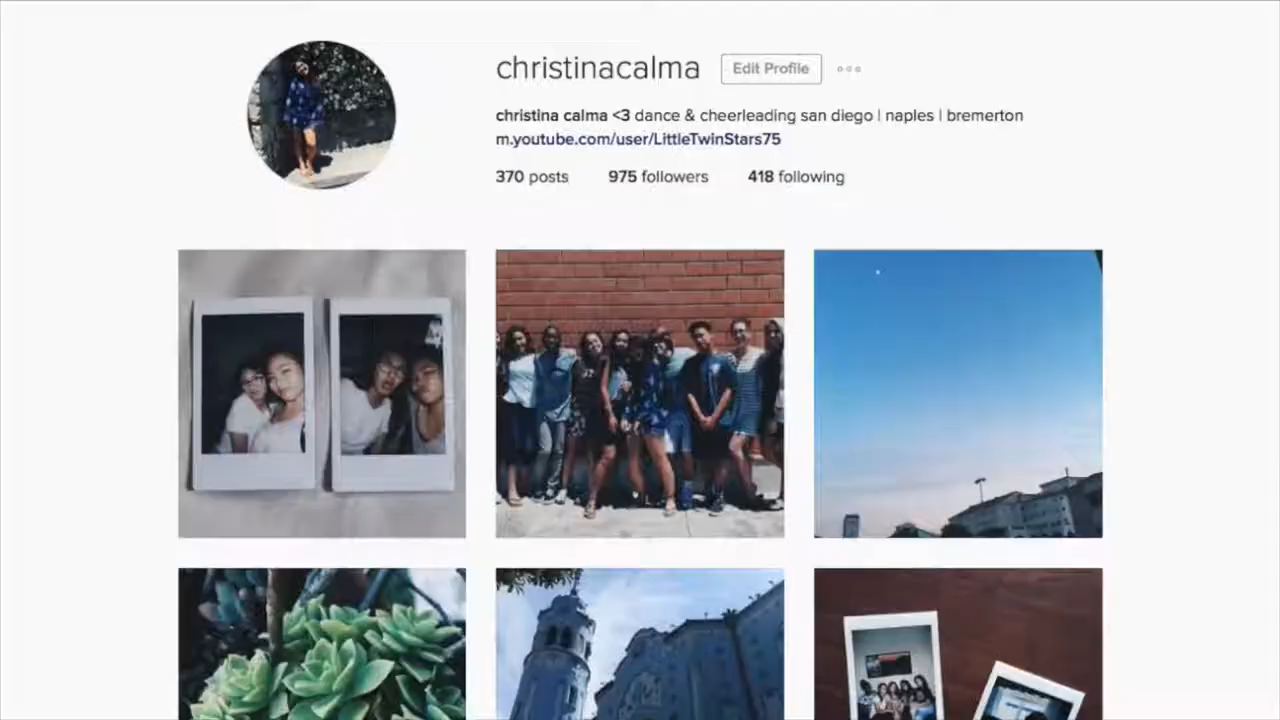 christinacalma Edit Profile
christina calma <3 dance & cheerleading san diego | naples | bremerton
m.youtube.com/user/LittleTwinStars75
370 posts 975 followers 418 following